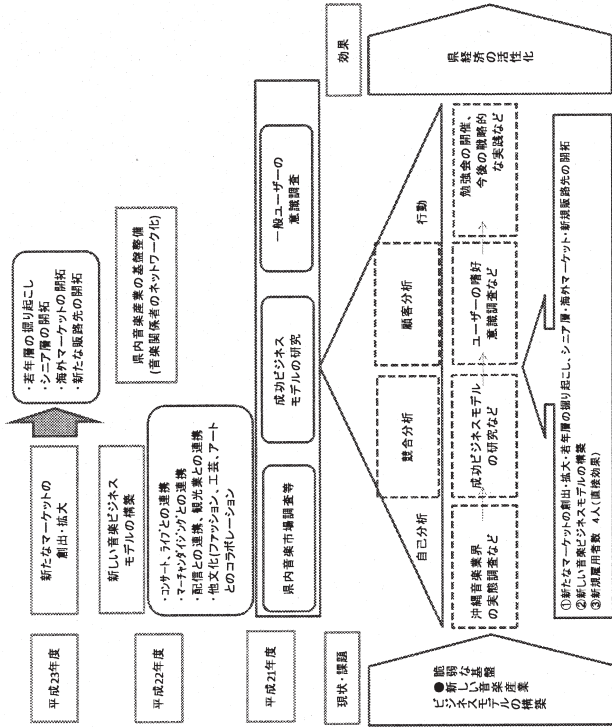 平成23年度
新たなマーケットの
創出・拡大
・若年層の掘り起こし
・シニア層の開拓
・海外マーケットの開拓
・新たな販路先の開拓
平成22年度
新しい音楽ビジネス
モデルの構築
県内音楽産業の基盤整備
(音楽関係者のネットワーク化)
・コンサート、ライブとの連携
・マーチャンダイジングとの連携
・配信との連携、観光業との連携
・他文化(ファッション、工芸、アート
とのコラボレーション
平成21年度
県内音楽市場調査等
成功ビジネス
モデルの研究
一般ユーザーの
意識調査
現状・課題
効果
自己分析
競合分析
顧客分析
行動
沖縄音楽業界
の実態調査など
成功ビジネスモデル
の研究など
ユーザーの嗜好
意識調査など
勉強会の開催、
今後の戦略的
な実践など
脆弱な基盤
●新しい音楽産業
ビジネスモデルの構築
県経済の活性化
①新たなマーケットの創出・拡大・若年層の掘り起こし、シニア層・海外マーケット・新規販路先の開拓
②新しい音楽ビジネスモデルの構築
③新規雇用者数 4人(直接効果)